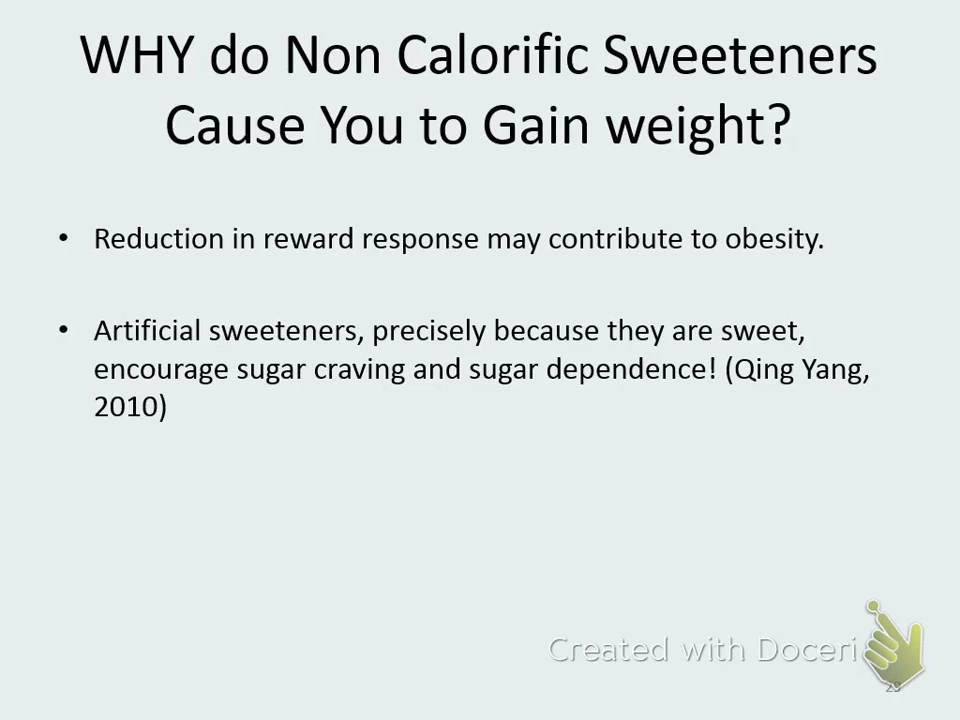 WHY do Non Calorific Sweeteners
Cause You to Gain weight?
• Reduction in reward response may contribute to obesity.
• Artificial sweeteners, precisely because they are sweet,
encourage sugar craving and sugar dependence! (Qing Yang,
2010)
Created with Doceri
29